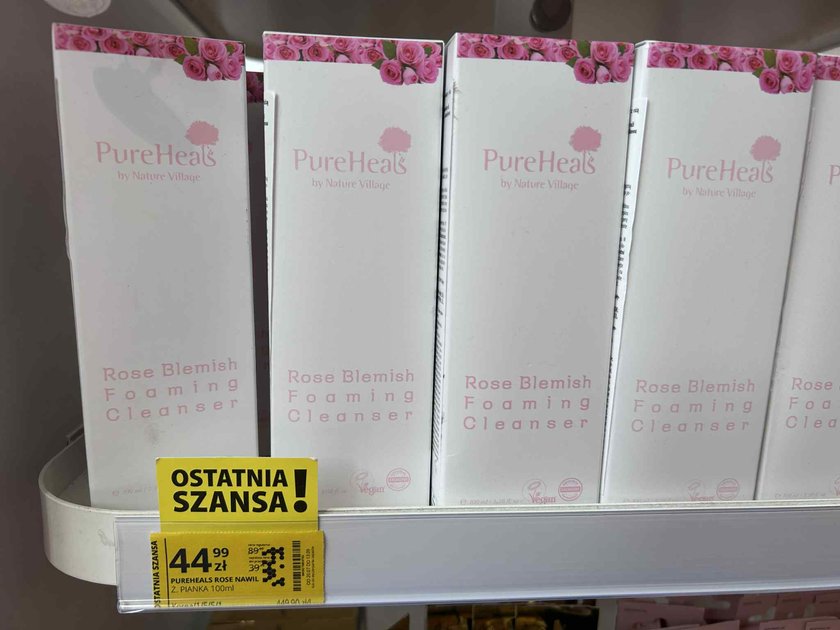 PureHeals
by Nature Village
Rose Blemish
Foaming
Cleanser
PureHeals
by Nature Village
Rose Blemish
Foaming
Cleanser
Vegan
PureHeals
by Nature Village
Rose Blemish
Foaming
Cleanser
Vegan
PureHeals
by Nature Village
Rose Blemish
Foaming
Cleanser
Vegan
Rose B
Foa
Clea
OSTATNIA
SZANSA!
OSTATNIA SZANSA
44 99 zł
PUREHEALS ROSE NAWIL
Ż. PIANKA 100ml